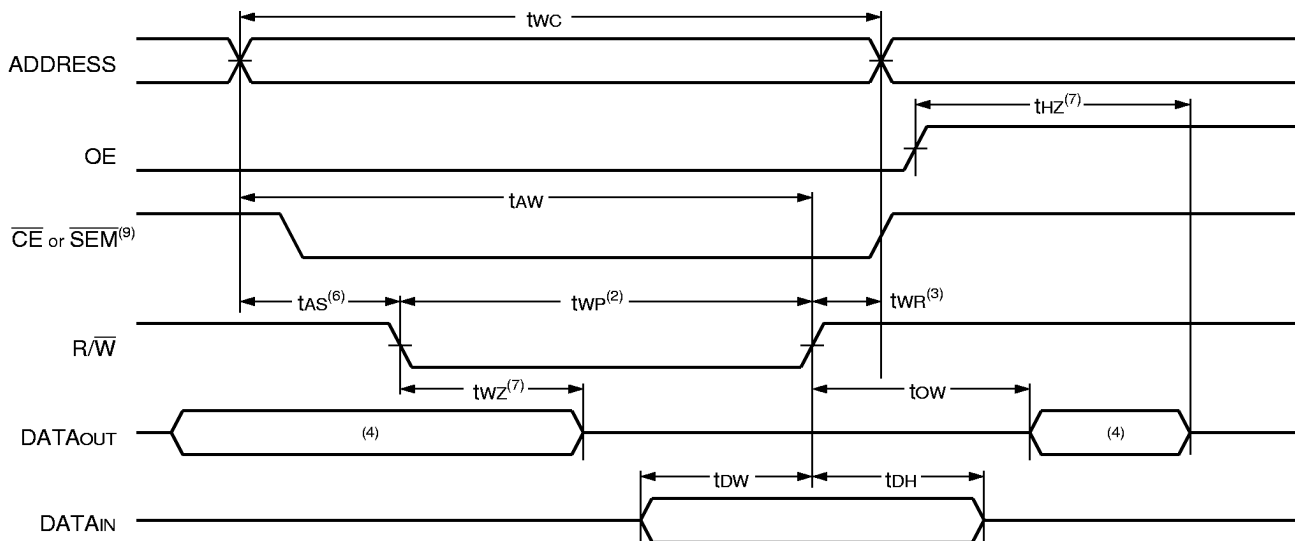 tWC
ADDRESS
tHZ(7)
OE
tAW
CE or SEM(9)
tAS(6) tWP(2) tWR(3)
R/W
tWZ(7) tOW
DATAOUT (4) (4)
tDW tDH
DATAIN